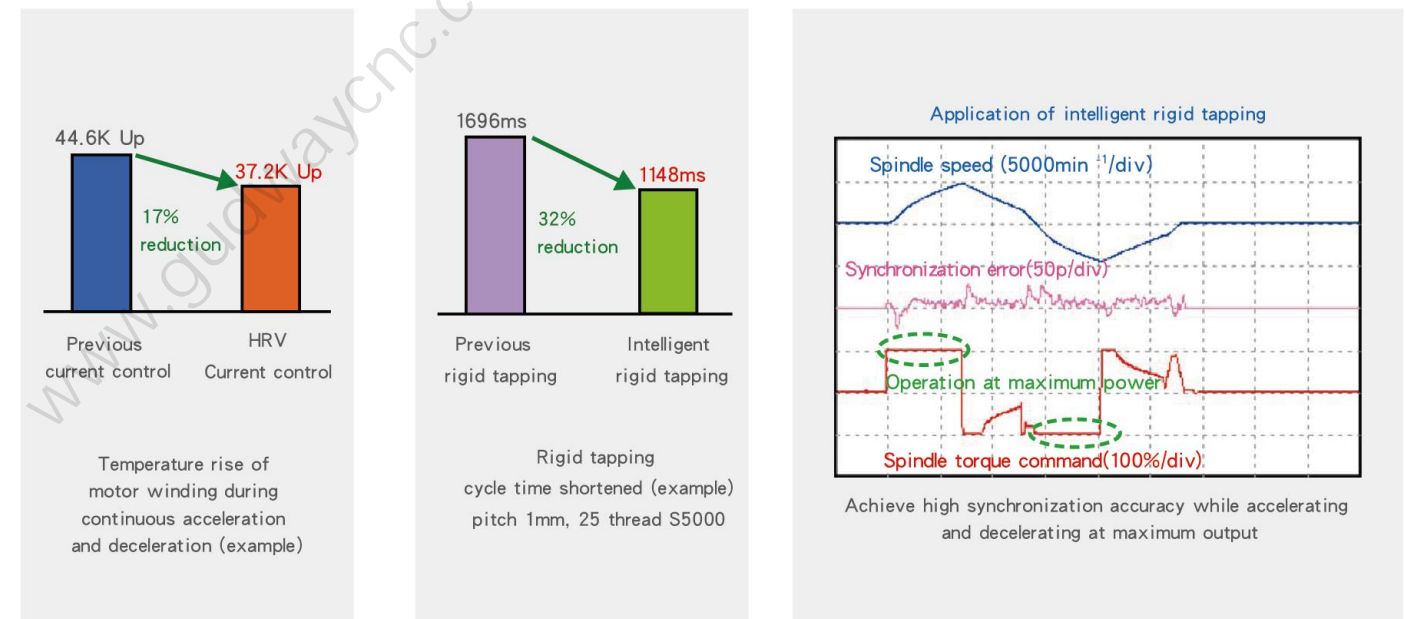 www.gudwaycnc.c
44.6K Up
37.2K Up
17%
reduction
Previous
current control
HRV
Current control
Temperature rise of
motor winding during
continuous acceleration
and deceleration (example)
1696ms
1148ms
32%
reduction
Previous
rigid tapping
Intelligent
rigid tapping
Rigid tapping
cycle time shortened (example)
pitch 1mm, 25 thread S5000
Application of intelligent rigid tapping
Spindle speed (5000min ⁻¹/div)
Synchronization error(50p/div)
Operation at maximum power
Spindle torque command(100%/div)
Achieve high synchronization accuracy while accelerating
and decelerating at maximum output